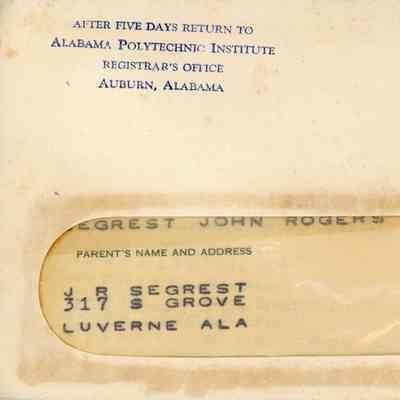 AFTER FIVE DAYS RETURN TO
ALABAMA POLYTECHNIC INSTITUTE
REGISTRAR'S OFFICE
AUBURN, ALABAMA
SEGREST JOHN ROGERS
PARENT'S NAME AND ADDRESS
J R SEGREST
317 S GROVE
LUVERNE ALA